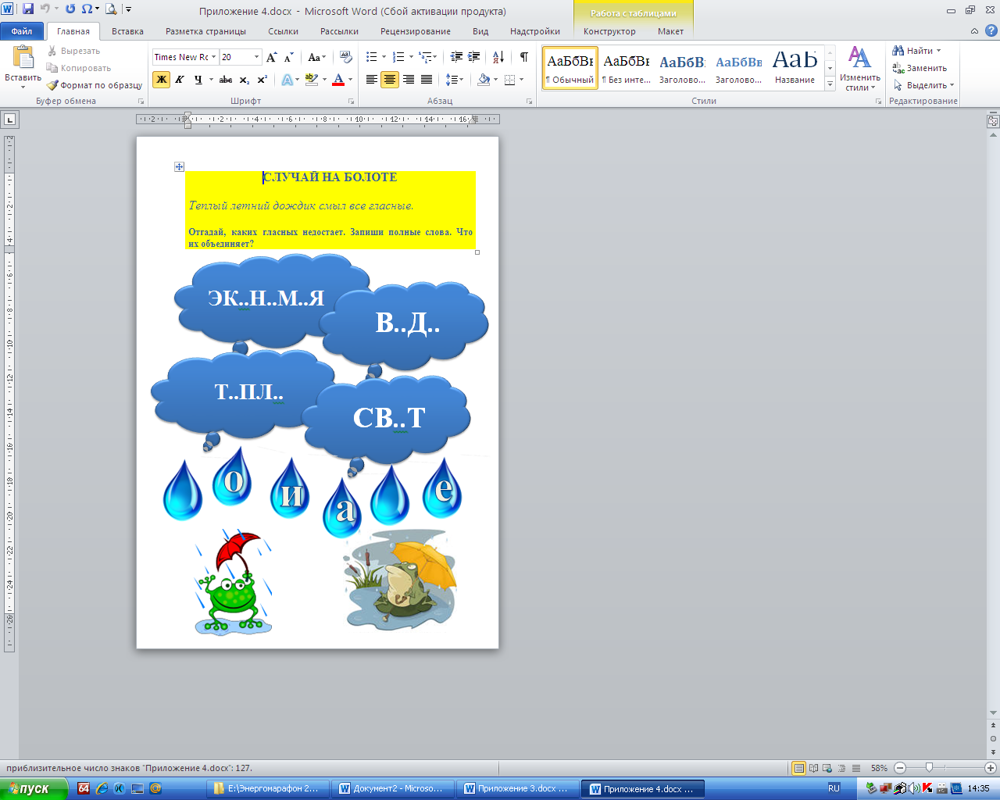 Приложение 4.docx - Microsoft Word (Сбой активации продукта)
Работа с таблицами
Файл Главная Вставка Разметка страницы Ссылки Рассылки Рецензирование Вид Надстройки Конструктор Макет
Вставить
Вырезать
Копировать
Формат по образцу
Буфер обмена
Times New Rc 20
Шрифт
Абзац
АаБбВв АаБбВв АаБбВ АаБбВв АаБ
¶ Обычный ¶ Без инте... Заголово... Заголово... Название
Изменить стили
Стили
Найти
Заменить
Выделить
Редактирование
СЛУЧАЙ НА БОЛОТЕ
Теплый летний дождик смыл все гласные.
Отгадай, каких гласных недостает. Запиши полные слова. Что
их объединяет?
ЭК..Н..М..Я
В..Д..
Т..ПЛ..
СВ..Т
о и а е
приблизительное число знаков "Приложение 4.docx": 127.
58%
пуск
64
E:\Энергомарафон 2...
Документ2 - Microso...
Приложение 3.docx ...
Приложение 4.docx ...
RU
14:35